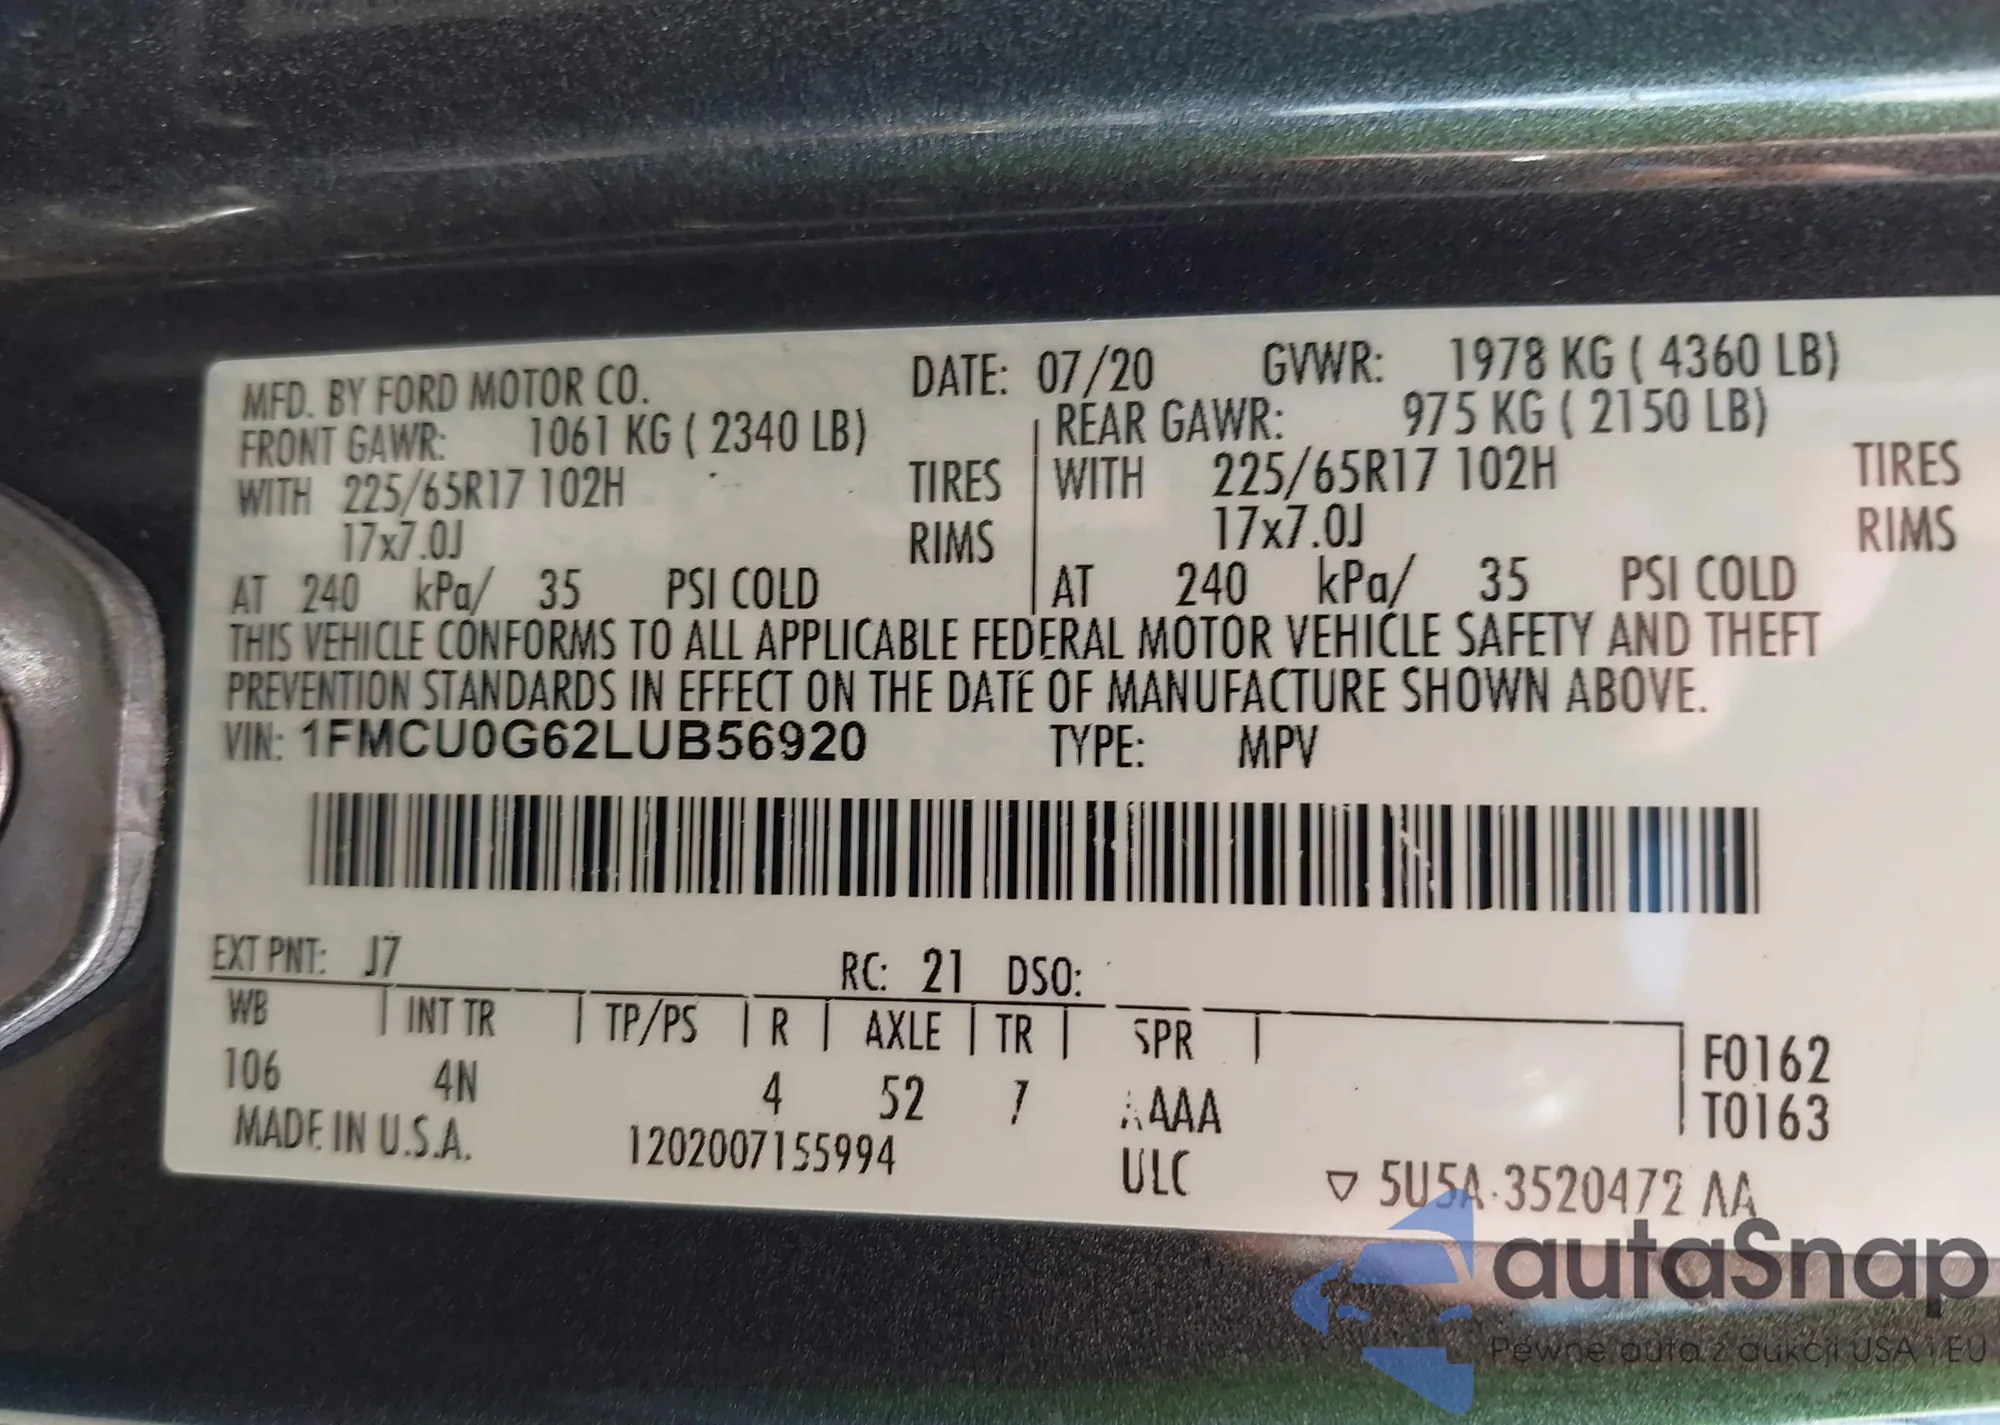 MFD. BY FORD MOTOR CO. DATE: 07/20 GVWR: 1978 KG ( 4360 LB)
FRONT GAWR: 1061 KG ( 2340 LB) REAR GAWR: 975 KG ( 2150 LB)
WITH 225/65R17 102H TIRES WITH 225/65R17 102H TIRES
17x7.0J RIMS 17x7.0J RIMS
AT 240 kPa/ 35 PSI COLD AT 240 kPa/ 35 PSI COLD
THIS VEHICLE CONFORMS TO ALL APPLICABLE FEDERAL MOTOR VEHICLE SAFETY AND THEFT
PREVENTION STANDARDS IN EFFECT ON THE DATE OF MANUFACTURE SHOWN ABOVE.
VIN: 1FMCU0G62LUB56920 TYPE: MPV
EXT PNT: J7 RC: 21 DSO:
WB INT TR TP/PS R AXLE TR SPR F0162
106 4N 4 52 7 AAAA T0163
MADE IN U.S.A. 1202007155994 ULC ▽ 5U5A-3520472 AA
autaSnap
Pewne auta z aukcji USA i EU